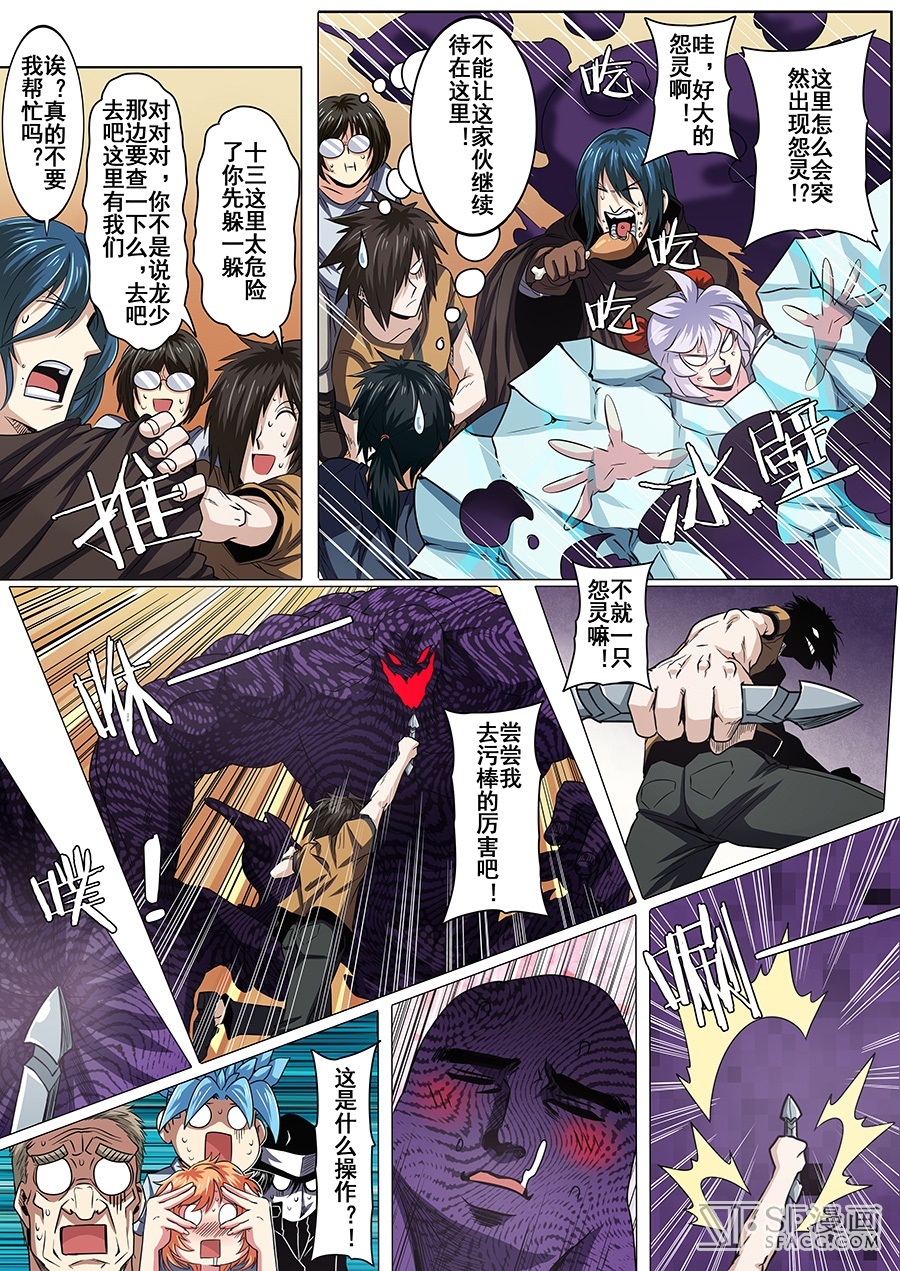 这里怎么会突
然出现怨灵!?
哇，好大的
怨灵啊！
吃
吃
吃
不能让这家伙继续
待在这里！
冰壁
十三这里太危险
了你先躲一躲
对对对，你不是说龙少
那边要查一下么，去吧
去吧这里有我们
诶？真的不要
我帮忙吗？
推
不就一只
怨灵嘛！
咻——
尝尝我
去污棒的厉害吧！
噗！
唰——
这是什么操作？！
SF漫画
SFACG.COM